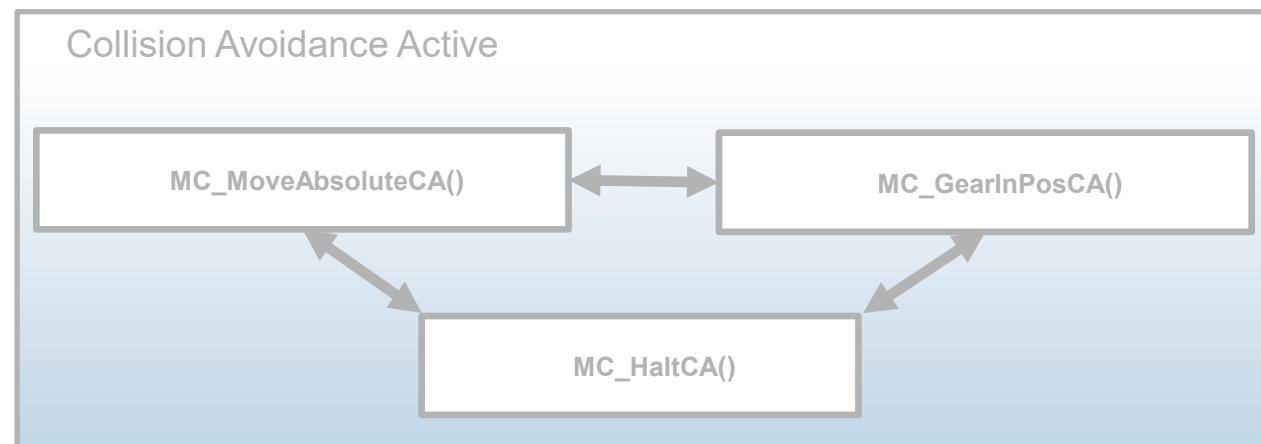 Collision Avoidance Active
MC_MoveAbsoluteCA()
MC_GearInPosCA()
MC_HaltCA()